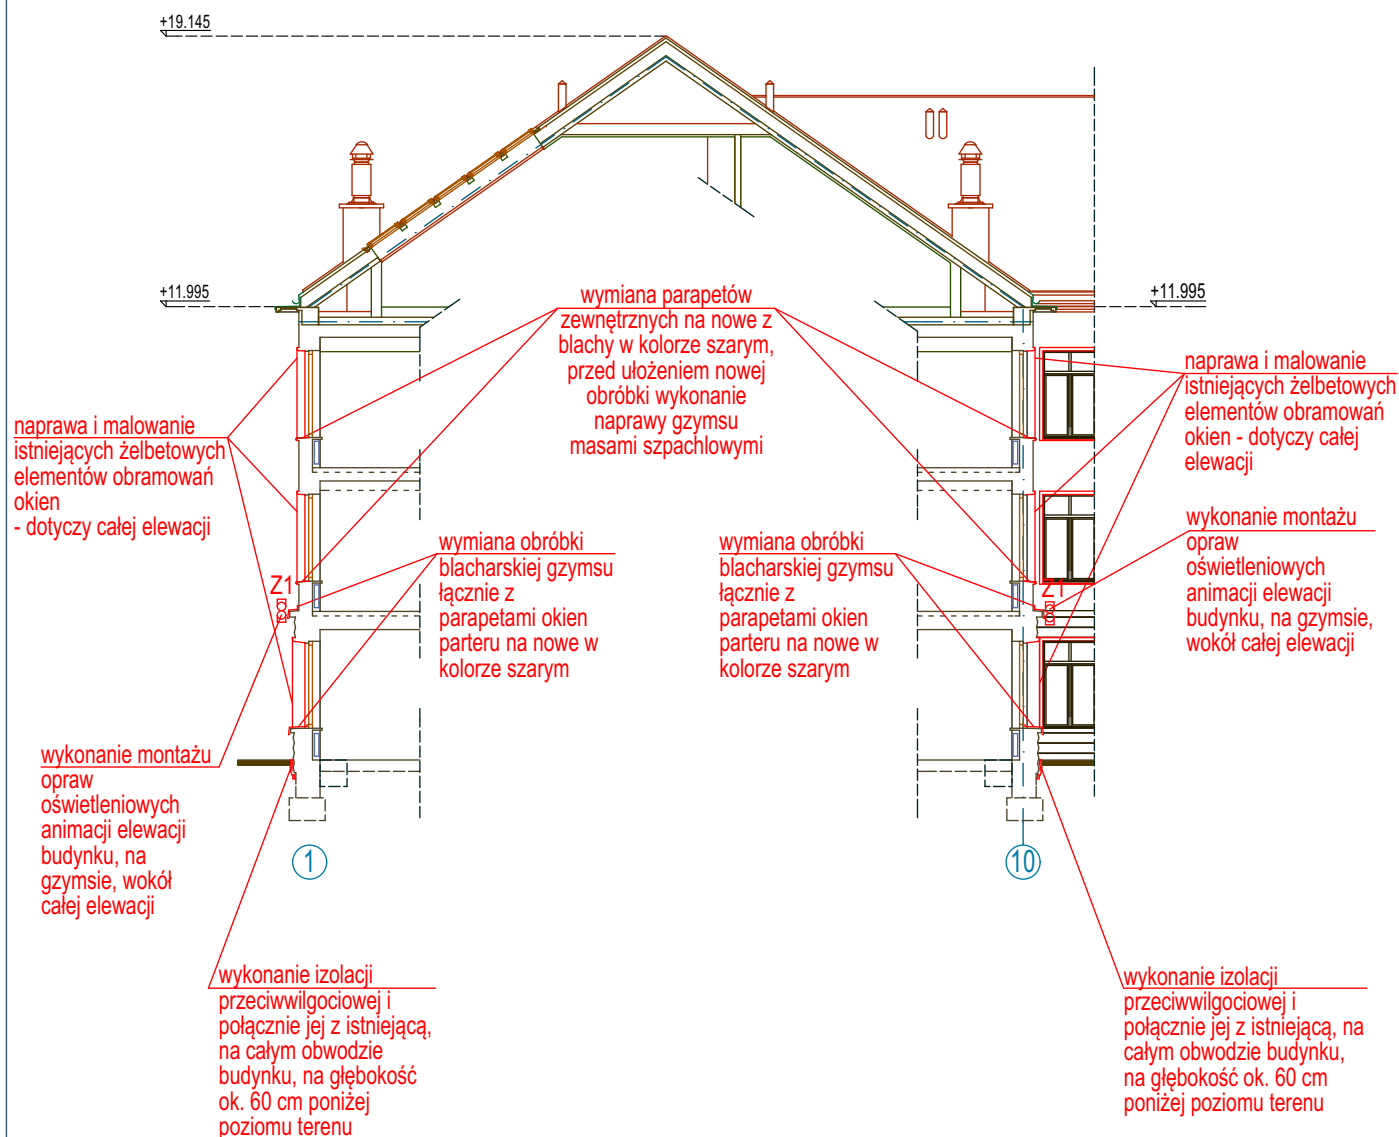 +19.145
+11.995
+11.995
wymiana parapetów
zewnętrznych na nowe z
blachy w kolorze szarym,
przed ułożeniem nowej
obróbki wykonanie
naprawy gzymsu
masami szpachlowymi
naprawa i malowanie
istniejących żelbetowych
elementów obramowań
okien - dotyczy całej
elewacji
naprawa i malowanie
istniejących żelbetowych
elementów obramowań
okien
- dotyczy całej elewacji
wykonanie montażu
opraw
oświetleniowych
animacji elewacji
budynku, na gzymsie,
wokół całej elewacji
wymiana obróbki
blacharskiej gzymsu
łącznie z
parapetami okien
parteru na nowe w
kolorze szarym
wymiana obróbki
blacharskiej gzymsu
łącznie z
parapetami okien
parteru na nowe w
kolorze szarym
Z1
Z1
wykonanie montażu
opraw
oświetleniowych
animacji elewacji
budynku, na
gzymsie, wokół
całej elewacji
1
10
wykonanie izolacji
przeciwwilgociowej i
połącznie jej z istniejącą,
na całym obwodzie
budynku, na głębokość
ok. 60 cm poniżej
poziomu terenu
wykonanie izolacji
przeciwwilgociowej i
połącznie jej z istniejącą, na
całym obwodzie budynku,
na głębokość ok. 60 cm
poniżej poziomu terenu